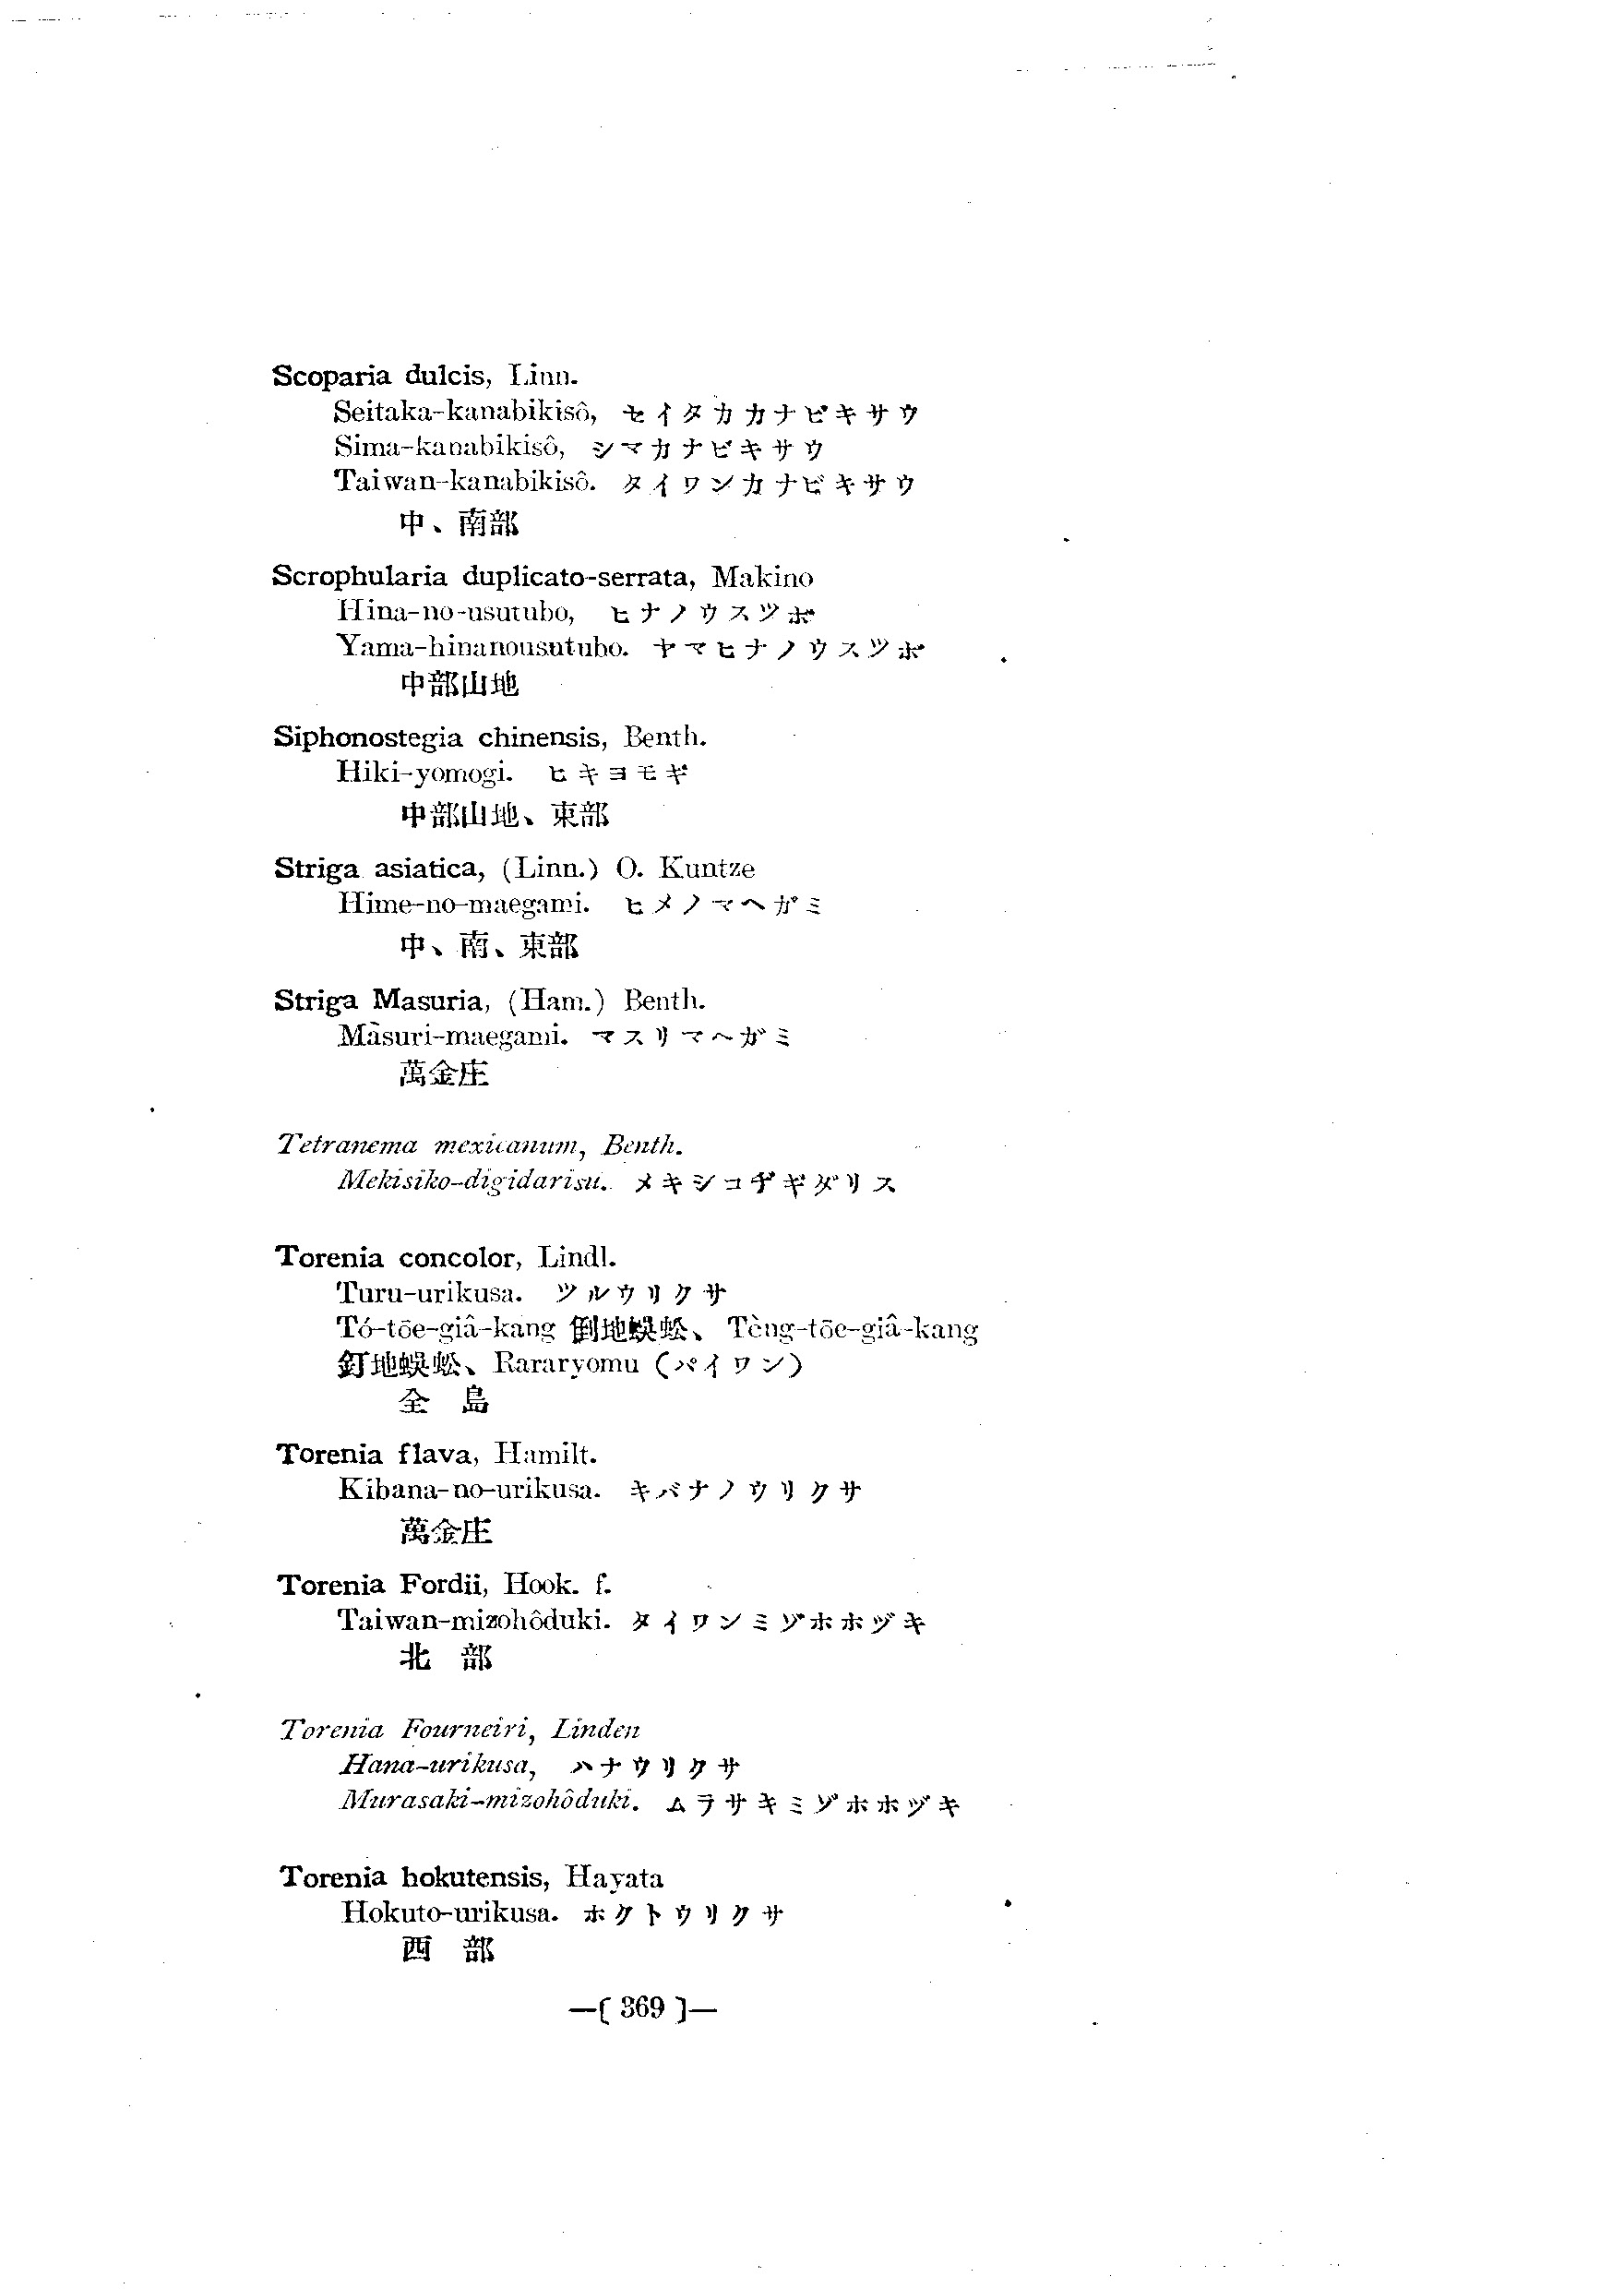 Scoparia dulcis, Linn.
Seitaka-kanabikisô, セイタカカナビキサウ
Sima-kanabikisô, シマカナビキサウ
Taiwan-kanabikisô. タイワンカナビキサウ
中、南部
Scrophularia duplicato-serrata, Makino
Hina-no-usutubo, ヒナノウスツボ
Yama-hinanousutubo. ヤマヒナノウスツボ
中部山地
Siphonostegia chinensis, Benth.
Hiki-yomogi. ヒキヨモギ
中部山地、東部
Striga asiatica, (Linn.) O. Kuntze
Hime-no-maegami. ヒメノマヘガミ
中、南、東部
Striga Masuria, (Ham.) Benth.
Masuri-maegami. マスリマヘガミ
萬金庄
Tetranema mexicanum, Benth.
Mekisiko-digidarisu. メキシコヂギダリス
Torenia concolor, Lindl.
Turu-urikusa. ツルウリクサ
Tó-tōe-giâ-kang 倒地蜈蚣、 Tèng-tōe-giâ-kang
釘地蜈蚣、Rararyomu (パイワン)
全 島
Torenia flava, Hamilt.
Kibana-no-urikusa. キバナノウリクサ
萬金庄
Torenia Fordii, Hook. f.
Taiwan-mizohôduki. タイワンミゾホホヅキ
北 部
Torenia Fourneiri, Linden
Hana-urikusa, ハナウリクサ
Murasaki-mizohôduki. ムラサキミゾホホヅキ
Torenia hokutensis, Hayata
Hokuto-urikusa. ホクトウリクサ
西 部
—( 369 )—